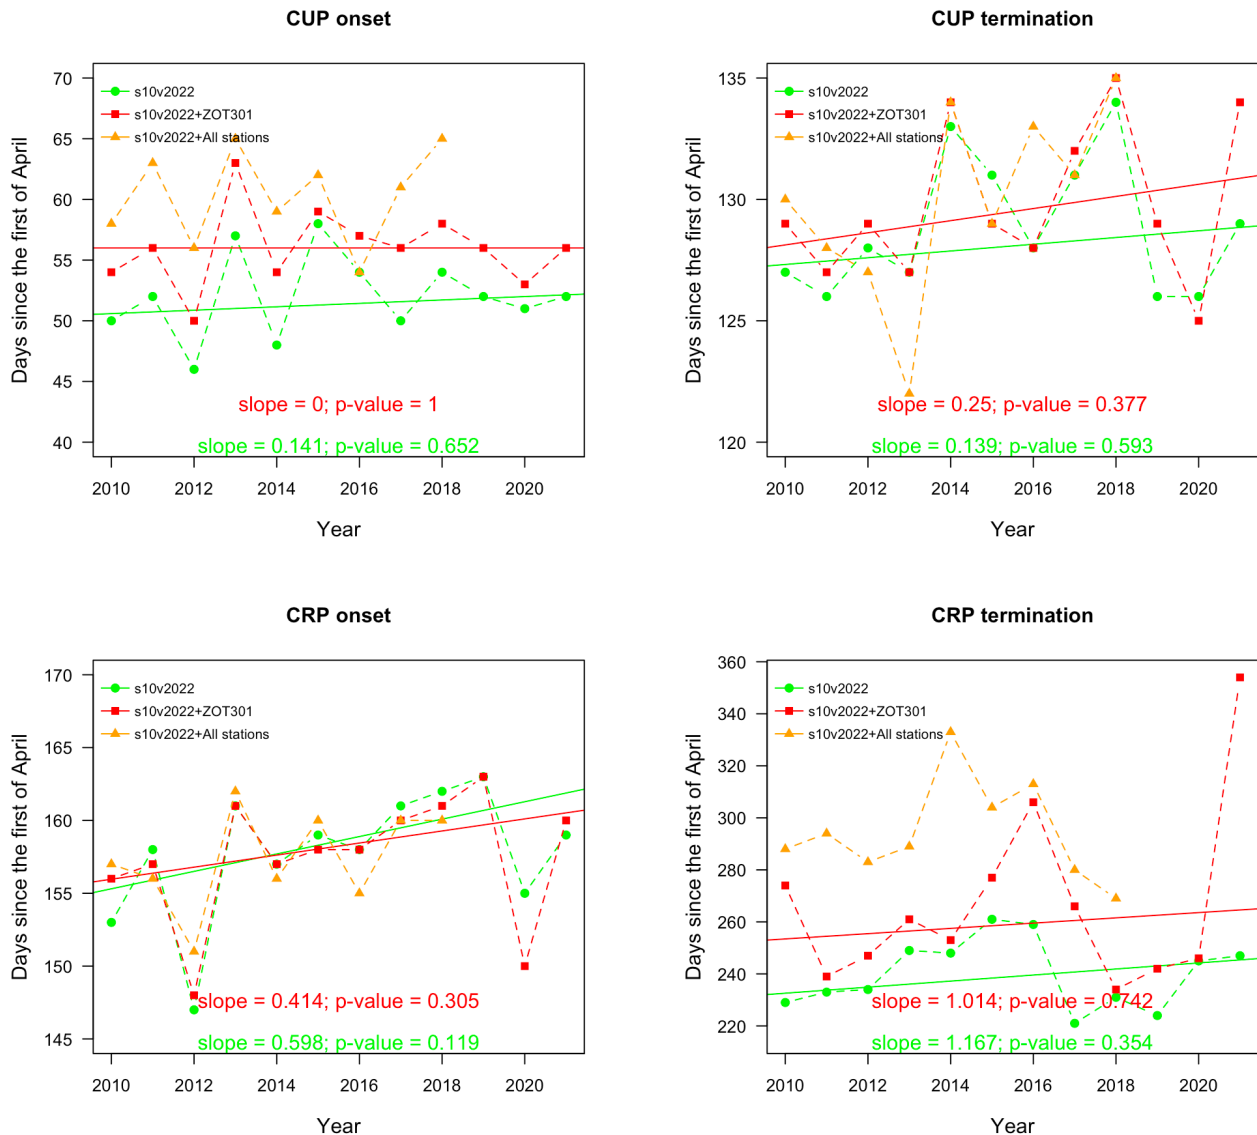 CUP onset
70
65
60
55
50
45
40
Days since the first of April
s10v2022
s10v2022+ZOT301
s10v2022+All stations
slope = 0; p-value = 1
slope = 0.141; p-value = 0.652
2010 2012 2014 2016 2018 2020
Year
CUP termination
135
130
125
120
Days since the first of April
s10v2022
s10v2022+ZOT301
s10v2022+All stations
slope = 0.25; p-value = 0.377
slope = 0.139; p-value = 0.593
2010 2012 2014 2016 2018 2020
Year
CRP onset
170
165
160
155
150
145
Days since the first of April
s10v2022
s10v2022+ZOT301
s10v2022+All stations
slope = 0.414; p-value = 0.305
slope = 0.598; p-value = 0.119
2010 2012 2014 2016 2018 2020
Year
CRP termination
360
340
320
300
280
260
240
220
Days since the first of April
s10v2022
s10v2022+ZOT301
s10v2022+All stations
slope = 1.014; p-value = 0.742
slope = 1.167; p-value = 0.354
2010 2012 2014 2016 2018 2020
Year